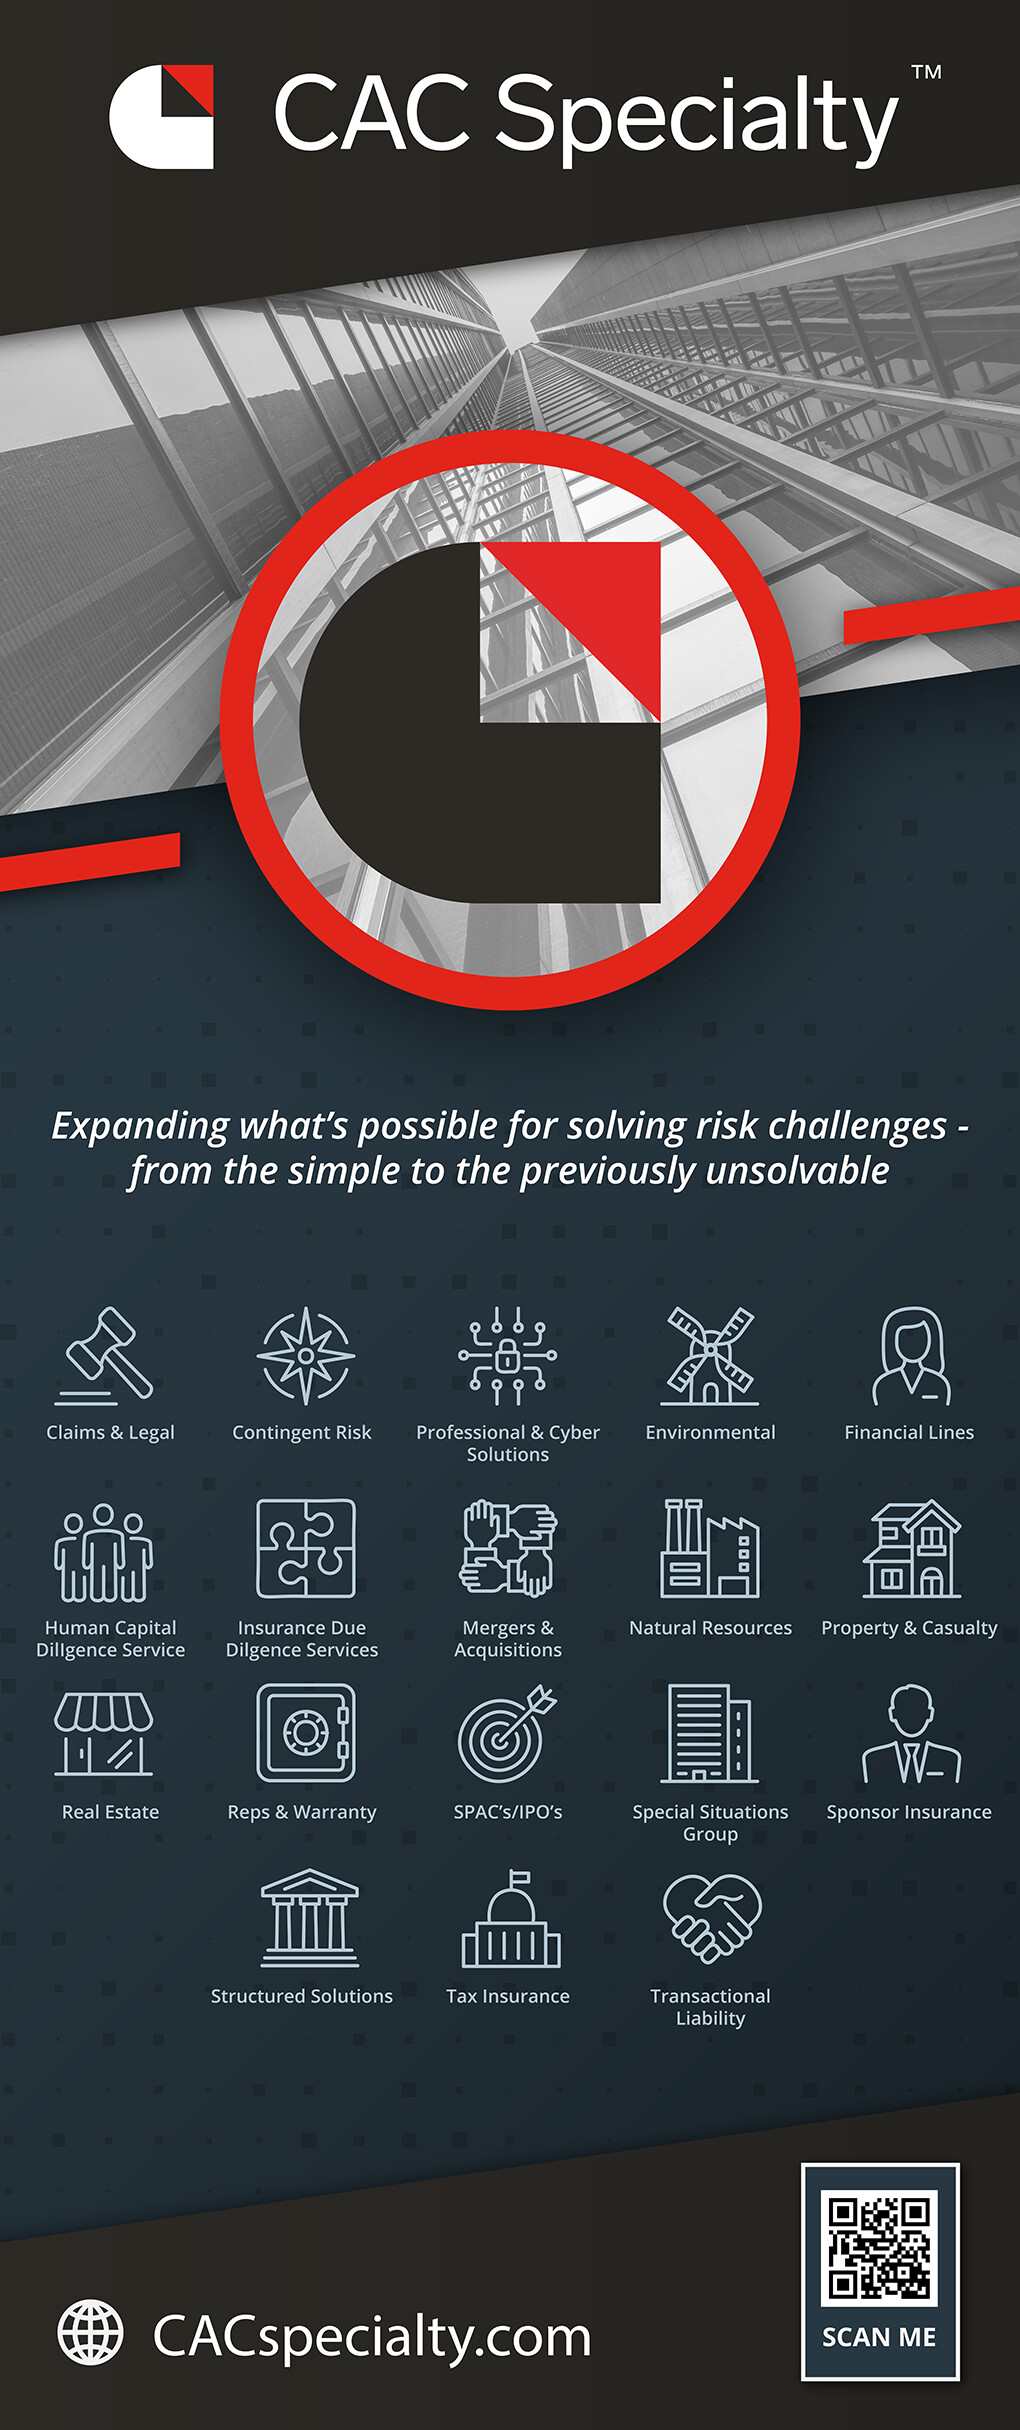 CAC Specialty™
Expanding what's possible for solving risk challenges -
from the simple to the previously unsolvable
Claims & Legal
Contingent Risk
Professional & Cyber
Solutions
Environmental
Financial Lines
Human Capital
Dillgence Service
Insurance Due
Dilgence Services
Mergers &
Acquisitions
Natural Resources
Property & Casualty
Real Estate
Reps & Warranty
SPAC's/IPO's
Special Situations
Group
Sponsor Insurance
Structured Solutions
Tax Insurance
Transactional
Liability
CACspecialty.com
SCAN ME